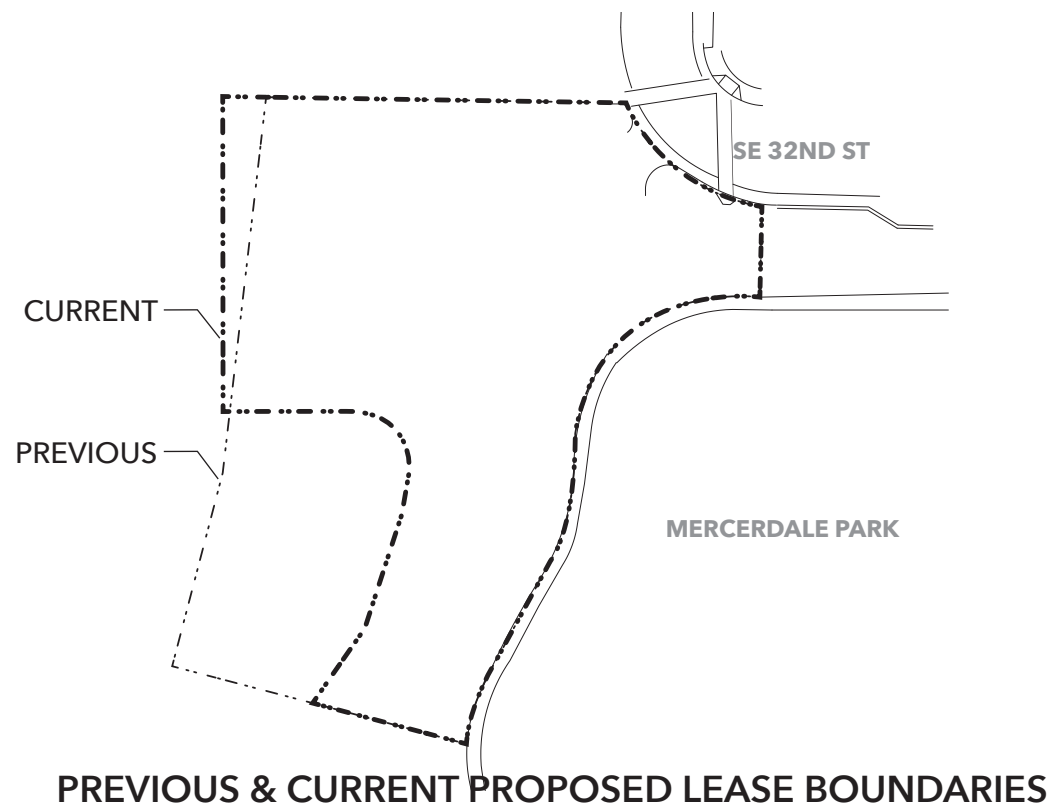 SE 32ND ST
CURRENT
PREVIOUS
MERCERDALE PARK
PREVIOUS & CURRENT PROPOSED LEASE BOUNDARIES